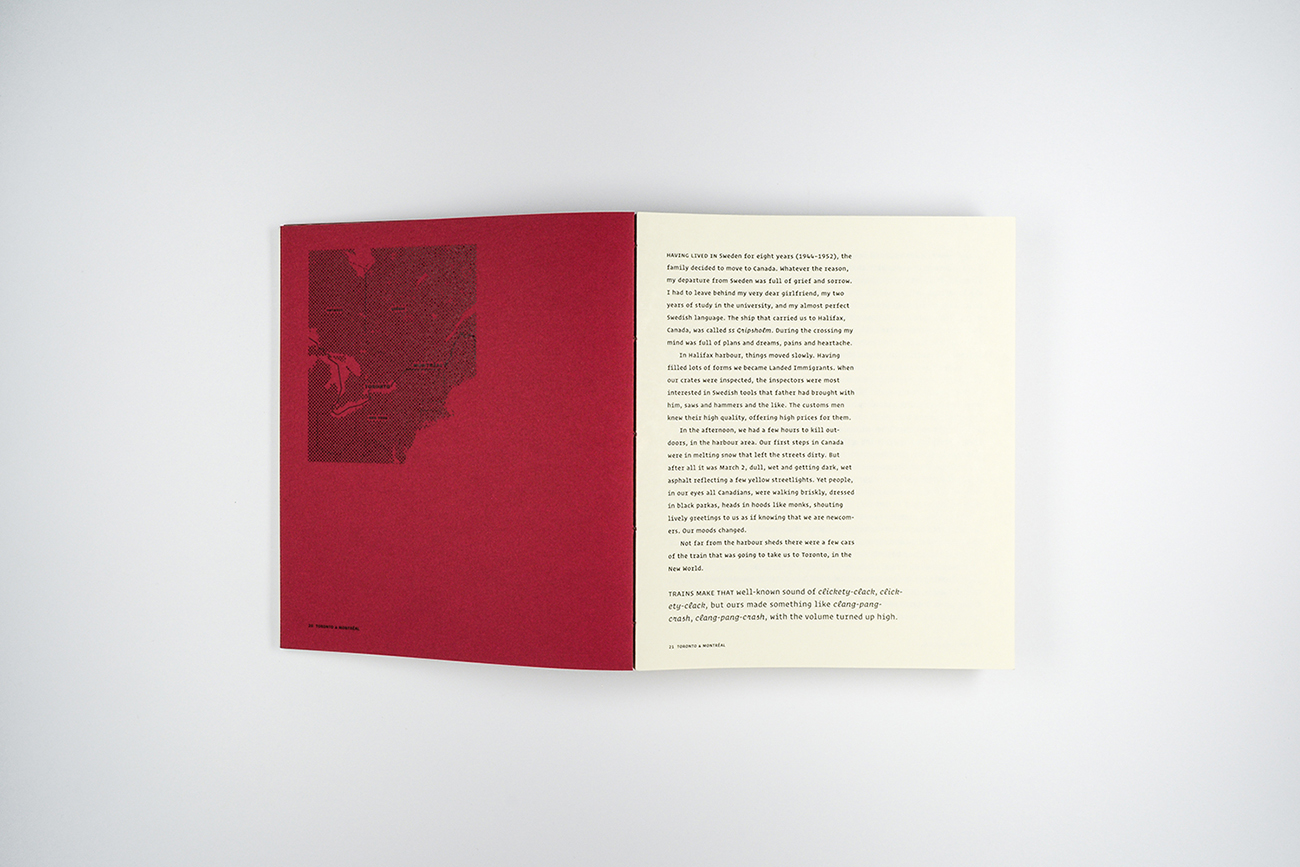 TORONTO
20 TORONTO & MONTRÉAL
HAVING LIVED IN Sweden for eight years (1944–1952), the
family decided to move to Canada. Whatever the reason,
my departure from Sweden was full of grief and sorrow.
I had to leave behind my very dear girlfriend, my two
years of study in the university, and my almost perfect
Swedish language. The ship that carried us to Halifax,
Canada, was called ss Gripsholm. During the crossing my
mind was full of plans and dreams, pains and heartache.
In Halifax harbour, things moved slowly. Having
filled lots of forms we became Landed Immigrants. When
our crates were inspected, the inspectors were most
interested in Swedish tools that father had brought with
him, saws and hammers and the like. The customs men
knew their high quality, offering high prices for them.
In the afternoon, we had a few hours to kill out-
doors, in the harbour area. Our first steps in Canada
were in melting snow that left the streets dirty. But
after all it was March 2, dull, wet and getting dark, wet
asphalt reflecting a few yellow streetlights. Yet people,
in our eyes all Canadians, were walking briskly, dressed
in black parkas, heads in hoods like monks, shouting
lively greetings to us as if knowing that we are newcom-
ers. Our moods changed.
Not far from the harbour sheds there were a few cars
of the train that was going to take us to Toronto, in the
New World.
TRAINS MAKE THAT well-known sound of clickety-clack, click-
ety-clack, but ours made something like clang-pang-
crash, clang-pang-crash, with the volume turned up high.
21 TORONTO & MONTRÉAL